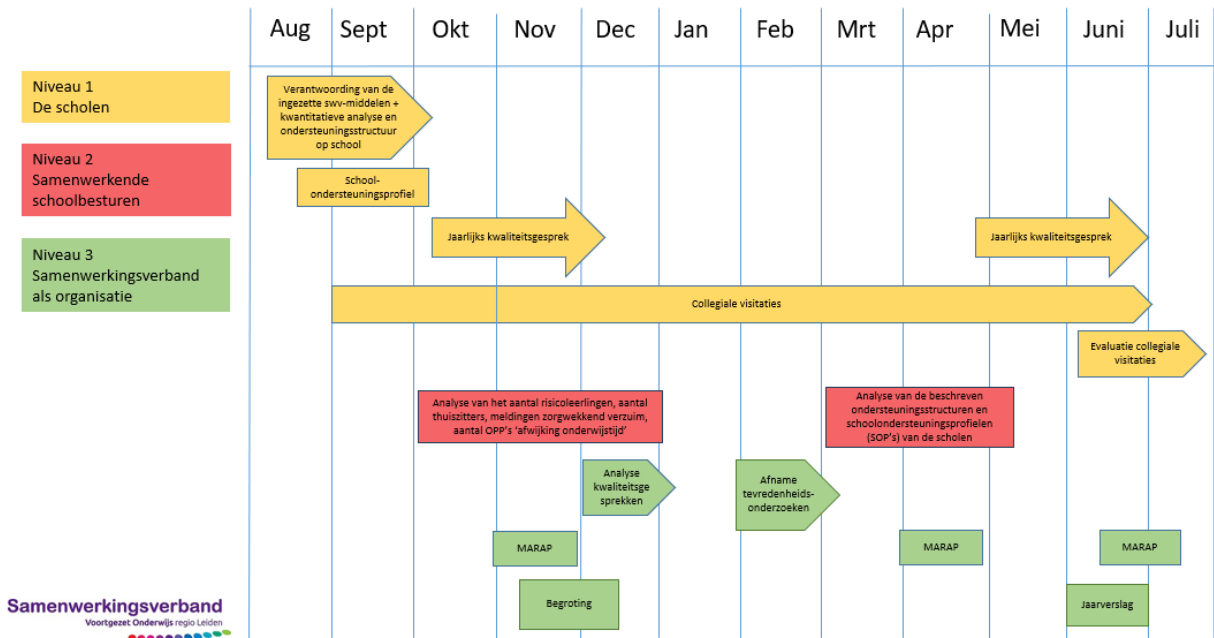 Aug Sept Okt Nov Dec Jan Feb Mrt Apr Mei Juni Juli
Niveau 1
De scholen
Niveau 2
Samenwerkende
schoolbesturen
Niveau 3
Samenwerkingsverband
als organisatie
Verantwoording van de
ingezette swv-middelen +
kwantitatieve analyse en
ondersteuningsstructuur
op school
School-
ondersteuningsprofiel
Jaarlijks kwaliteitsgesprek
Jaarlijks kwaliteitsgesprek
Collegiale visitaties
Evaluatie collegiale
visitaties
Analyse van het aantal risicoleerlingen, aantal
thuiszitters, meldingen zorgwekkend verzuim,
aantal OPP's 'afwijking onderwijstijd'
Analyse van de beschreven
ondersteuningsstructuren en
schoolondersteuningsprofielen
(SOP's) van de scholen
Analyse
kwaliteitsge
sprekken
Afname
tevredenheids-
onderzoeken
MARAP
MARAP
MARAP
Begroting
Jaarverslag
Samenwerkingsverband
Voortgezet Onderwijs regio Leiden